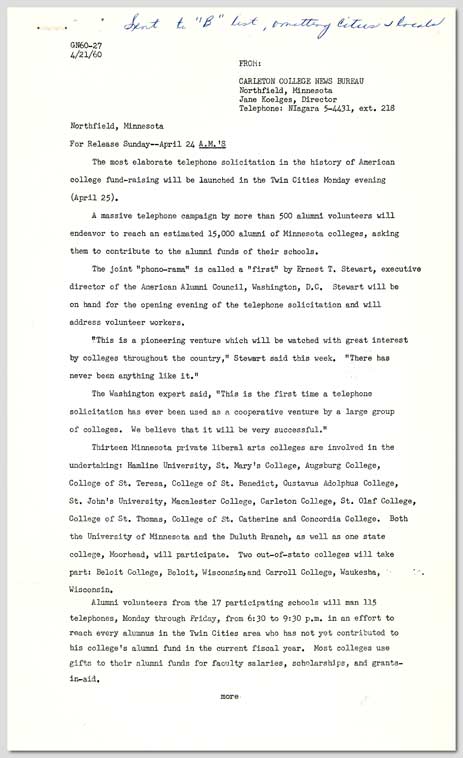 Sent to "B" list, omitting Cities & locals
GN60-27
4/21/60
FROM:
CARLETON COLLEGE NEWS BUREAU
Northfield, Minnesota
Jane Koelges, Director
Telephone: NIagara 5-4431, ext. 218
Northfield, Minnesota
For Release Sunday--April 24 A.M.'S
The most elaborate telephone solicitation in the history of American
college fund-raising will be launched in the Twin Cities Monday evening
(April 25).
A massive telephone campaign by more than 500 alumni volunteers will
endeavor to reach an estimated 15,000 alumni of Minnesota colleges, asking
them to contribute to the alumni funds of their schools.
The joint "phono-rama" is called a "first" by Ernest T. Stewart, executive
director of the American Alumni Council, Washington, D.C. Stewart will be
on hand for the opening evening of the telephone solicitation and will
address volunteer workers.
"This is a pioneering venture which will be watched with great interest
by colleges throughout the country," Stewart said this week. "There has
never been anything like it."
The Washington expert said, "This is the first time a telephone
solicitation has ever been used as a cooperative venture by a large group
of colleges. We believe that it will be very successful."
Thirteen Minnesota private liberal arts colleges are involved in the
undertaking: Hamline University, St. Mary's College, Augsburg College,
College of St. Teresa, College of St. Benedict, Gustavus Adolphus College,
St. John's University, Macalester College, Carleton College, St. Olaf College,
College of St. Thomas, College of St. Catherine and Concordia College. Both
the University of Minnesota and the Duluth Branch, as well as one state
college, Moorhead, will participate. Two out-of-state colleges will take
part: Beloit College, Beloit, Wisconsin,and Carroll College, Waukesha,
Wisconsin.
Alumni volunteers from the 17 participating schools will man 115
telephones, Monday through Friday, from 6:30 to 9:30 p.m. in an effort to
reach every alumnus in the Twin Cities area who has not yet contributed to
his college's alumni fund in the current fiscal year. Most colleges use
gifts to their alumni funds for faculty salaries, scholarships, and grants-
in-aid.
more